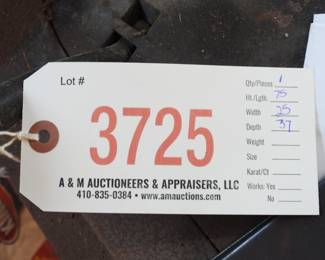 Lot #
3725
A & M AUCTIONEERS & APPRAISERS, LLC
410-835-0384 • www.amauctions.com
Qty/Pieces 1
Ht./Lgth. 75
Width 25
Depth 37
Weight
Size
Karat/Ct
Works: Yes
No